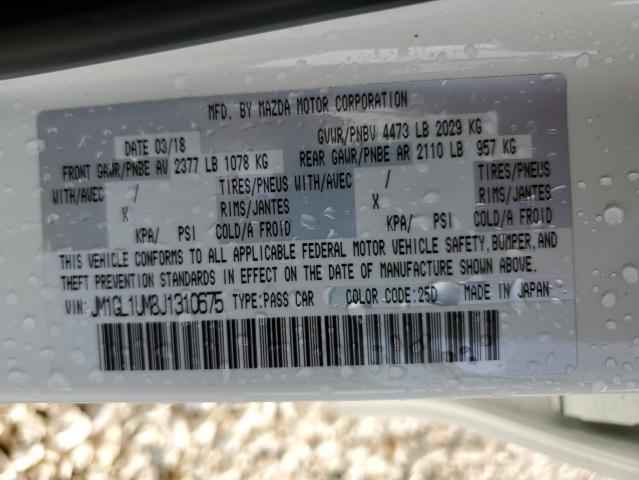 MFD. BY MAZDA MOTOR CORPORATION
DATE 03/18 GVWR/PNBV 4473 LB 2029 KG
FRONT GAWR/PNBE AV 2377 LB 1078 KG REAR GAWR/PNBE AR 2110 LB 957 KG
WITH/AVEC / TIRES/PNEUS WITH/AVEC / TIRES/PNEUS
X RIMS/JANTES X RIMS/JANTES
KPA/ PSI COLD/A FROID KPA/ PSI COLD/A FROID
THIS VEHICLE CONFORMS TO ALL APPLICABLE FEDERAL MOTOR VEHICLE SAFETY, BUMPER, AND
THEFT PREVENTION STANDARDS IN EFFECT ON THE DATE OF MANUFACTURE SHOWN ABOVE.
VIN: JM1GL1UM8J1310675 TYPE:PASS CAR COLOR CODE:25D MADE IN JAPAN